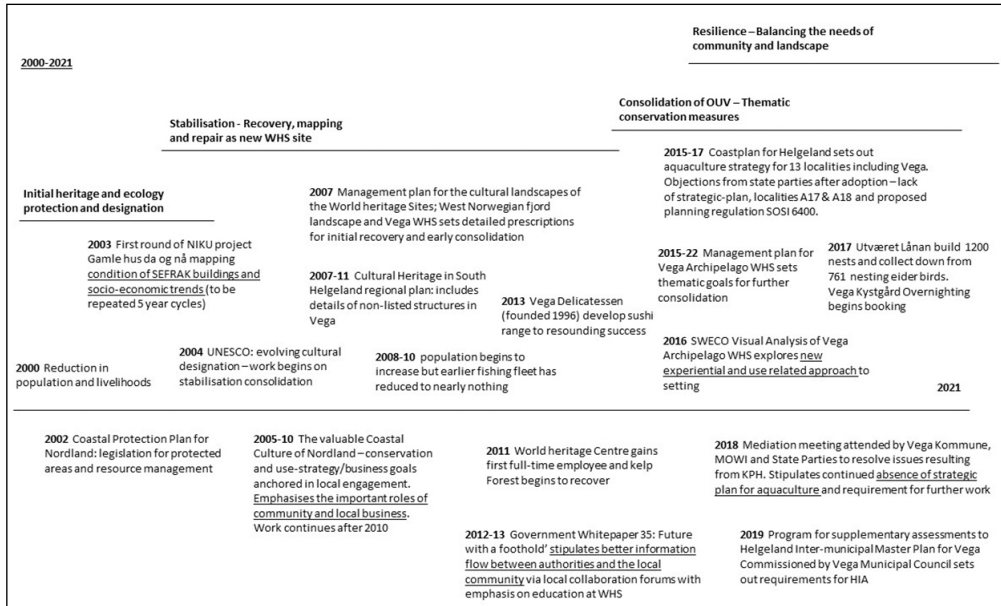 Resilience – Balancing the needs of
community and landscape
2000-2021
Consolidation of OUV – Thematic
conservation measures
Stabilisation - Recovery, mapping
and repair as new WHS site
Initial heritage and ecology
protection and designation
2015-17 Coastplan for Helgeland sets out
aquaculture strategy for 13 localities including Vega.
Objections from state parties after adoption – lack
of strategic-plan, localities A17 & A18 and proposed
planning regulation SOSI 6400.
2007 Management plan for the cultural landscapes of
the World heritage Sites; West Norwegian fjord
landscape and Vega WHS sets detailed prescriptions
for initial recovery and early consolidation
2003 First round of NIKU project
Gamle hus da og nå mapping
condition of SEFRAK buildings and
socio-economic trends (to be
repeated 5 year cycles)
2007-11 Cultural Heritage in South
Helgeland regional plan: includes
details of non-listed structures in
Vega
2015-22 Management plan for
Vega Archipelago WHS sets
thematic goals for further
consolidation
2017 Utværet Lånan build 1200
nests and collect down from
761 nesting eider birds.
Vega Kystgård Overnighting
begins booking
2013 Vega Delicatessen
(founded 1996) develop sushi
range to resounding success
2000 Reduction in
population and livelihoods
2004 UNESCO: evolving cultural
designation – work begins on
stabilisation consolidation
2008-10 population begins to
increase but earlier fishing fleet has
reduced to nearly nothing
2016 SWECO Visual Analysis of Vega
Archipelago WHS explores new
experiential and use related approach to
setting
2021
2002 Coastal Protection Plan for
Nordland: legislation for protected
areas and resource management
2005-10 The valuable Coastal
Culture of Nordland – conservation
and use-strategy/business goals
anchored in local engagement.
Emphasises the important roles of
community and local business.
Work continues after 2010
2011 World heritage Centre gains
first full-time employee and kelp
Forest begins to recover
2018 Mediation meeting attended by Vega Kommune,
MOWI and State Parties to resolve issues resulting
from KPH. Stipulates continued absence of strategic
plan for aquaculture and requirement for further work
2012-13 Government Whitepaper 35: Future
with a foothold’ stipulates better information
flow between authorities and the local
community via local collaboration forums with
emphasis on education at WHS
2019 Program for supplementary assessments to
Helgeland Inter-municipal Master Plan for Vega
Commissioned by Vega Municipal Council sets
out requirements for HIA